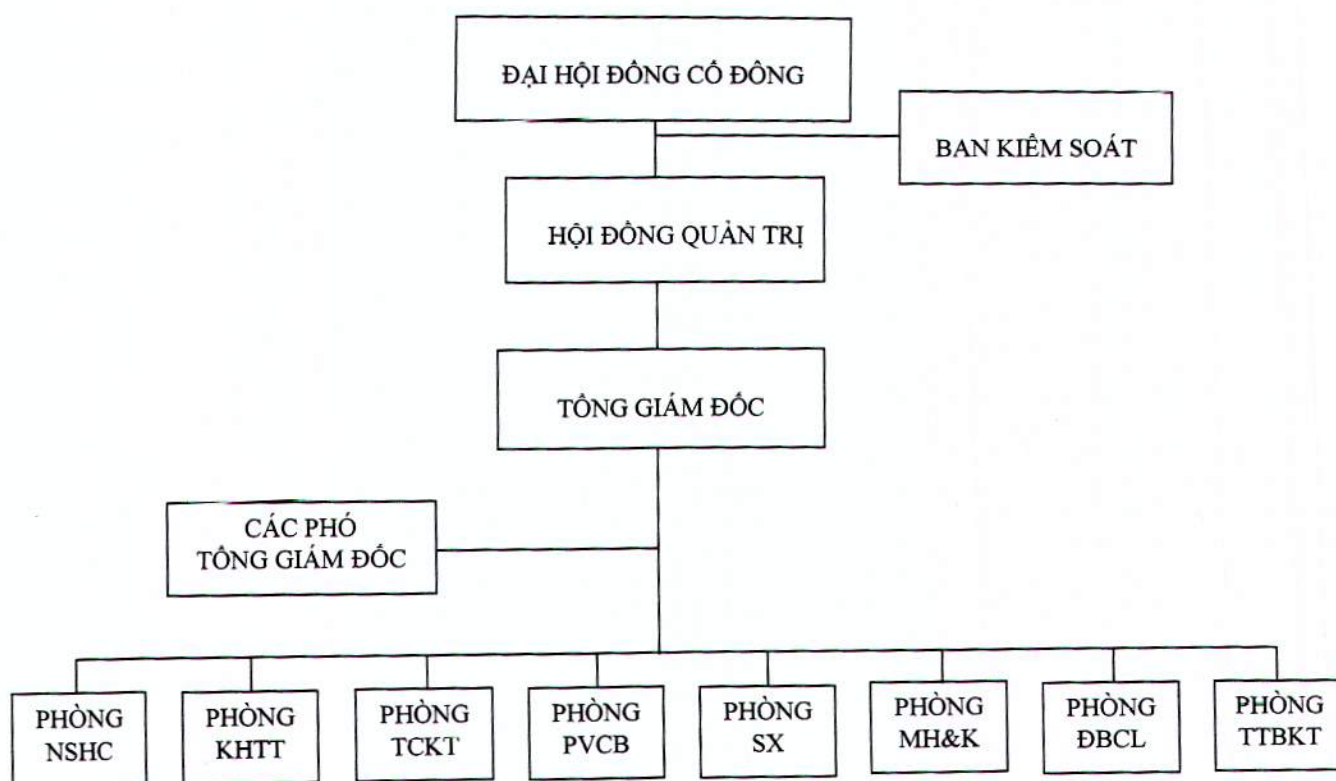 ĐẠI HỘI ĐỒNG CỔ ĐÔNG
BAN KIỂM SOÁT
HỘI ĐỒNG QUẢN TRỊ
TỔNG GIÁM ĐỐC
CÁC PHÓ
TỔNG GIÁM ĐỐC
PHÒNG
NSHC
PHÒNG
KHTT
PHÒNG
TCKT
PHÒNG
PVCB
PHÒNG
SX
PHÒNG
MH&K
PHÒNG
ĐBCL
PHÒNG
TTBKT